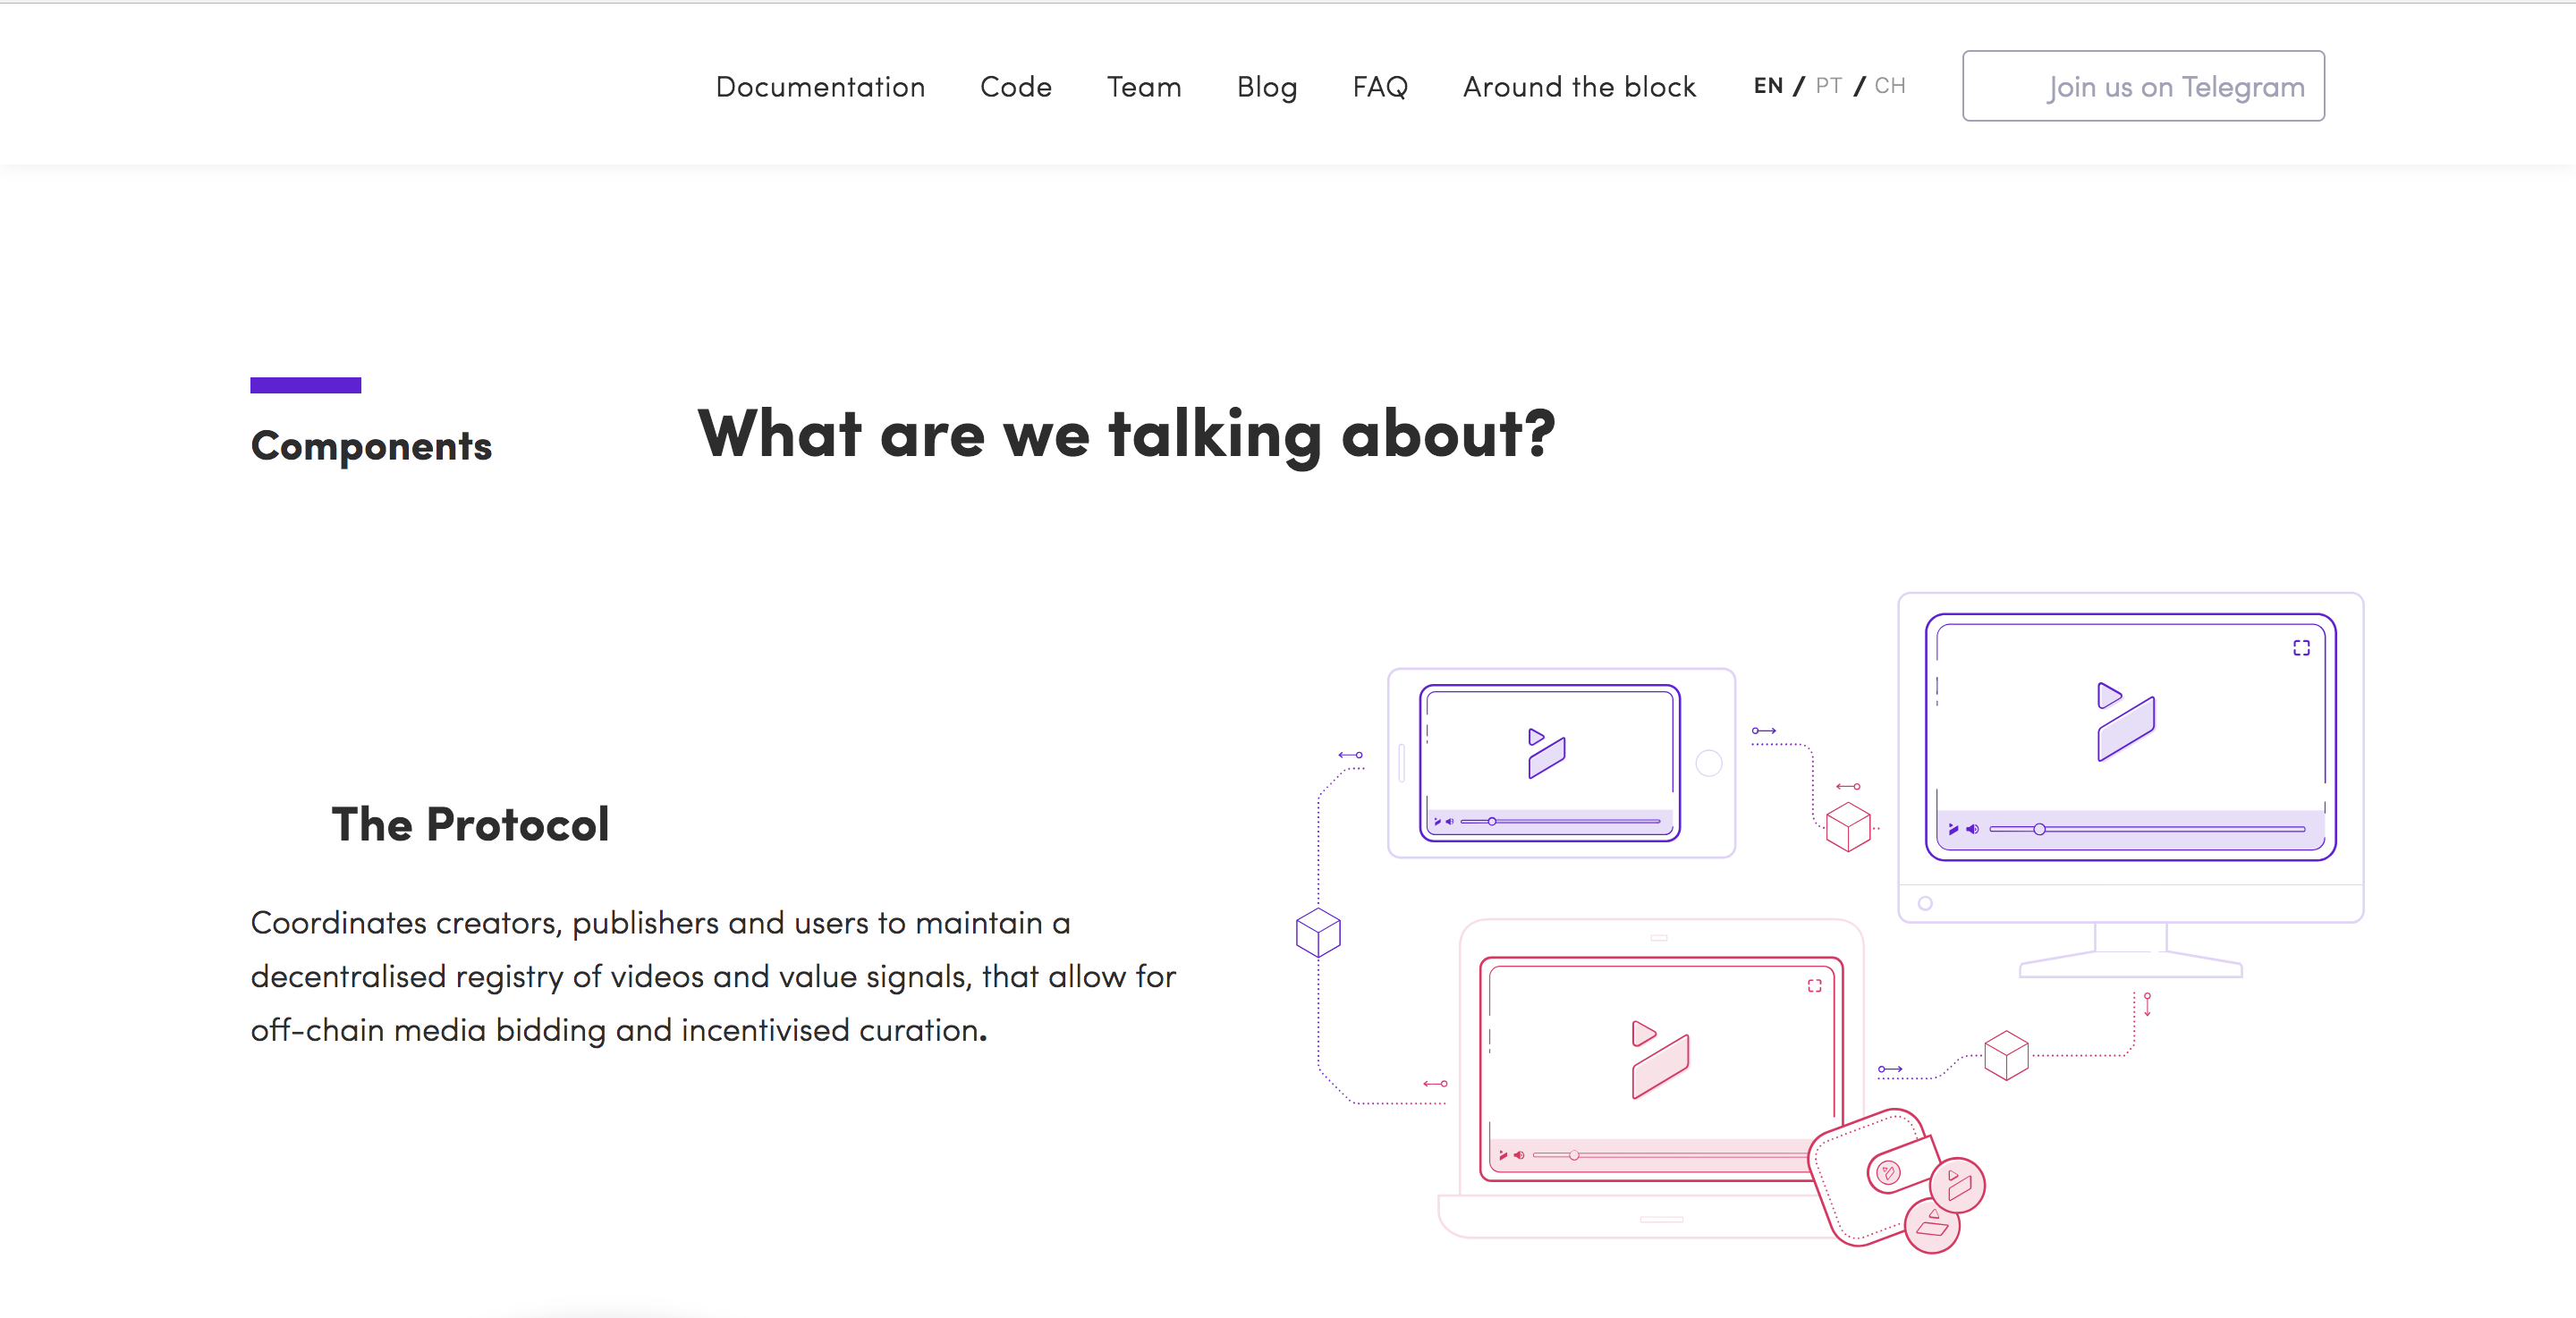 Documentation Code Team Blog FAQ Around the block EN / PT / CH Join us on Telegram
Components
What are we talking about?
The Protocol
Coordinates creators, publishers and users to maintain a
decentralised registry of videos and value signals, that allow for
off-chain media bidding and incentivised curation.